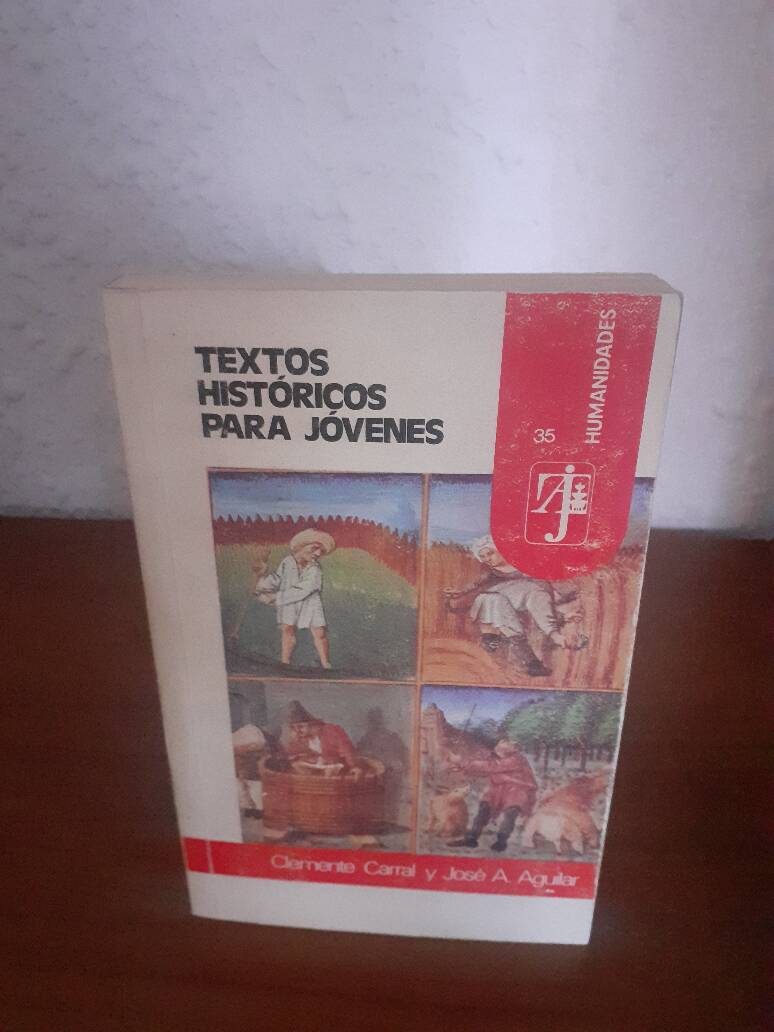 TEXTOS
HISTÓRICOS
PARA JÓVENES
35
HUMANIDADES
Clemente Carral y José A. Aguilar